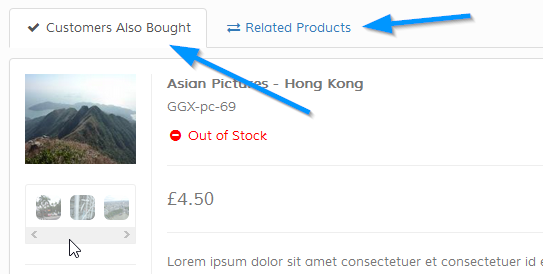 Customers Also Bought
Related Products
Asian Pictures - Hong Kong
GGX-pc-69
Out of Stock
£4.50
Lorem ipsum dolor sit amet consectetuer et consectetuer id